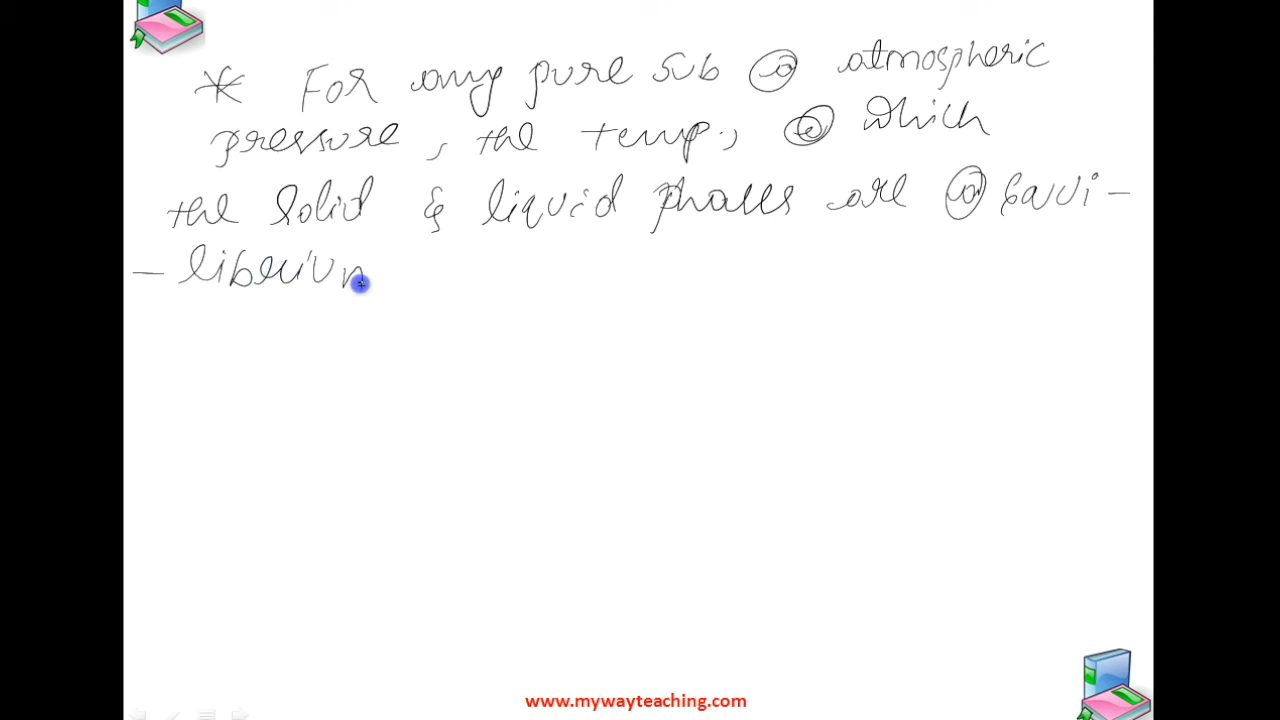 * For any pure sub @ atmospheric
pressure, the temp., @ which
the solid & liquid phases are @ equi-
- librium
www.mywayteaching.com